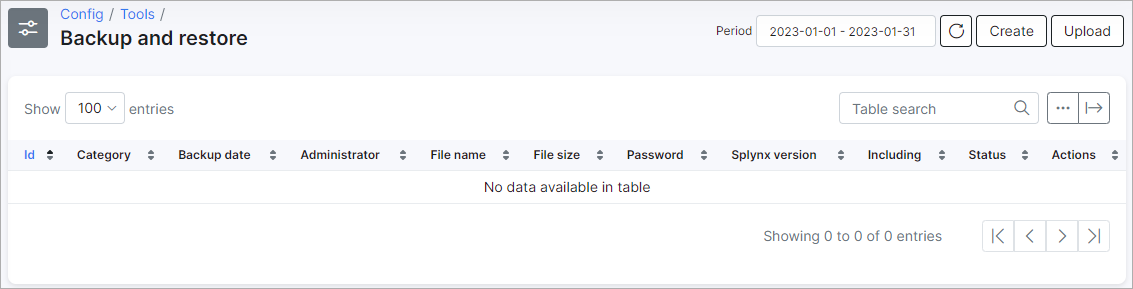 Config / Tools /
Backup and restore
Period 2023-01-01 - 2023-01-31 Create Upload
Show 100 entries Table search
Id Category Backup date Administrator File name File size Password Splynx version Including Status Actions
No data available in table
Showing 0 to 0 of 0 entries